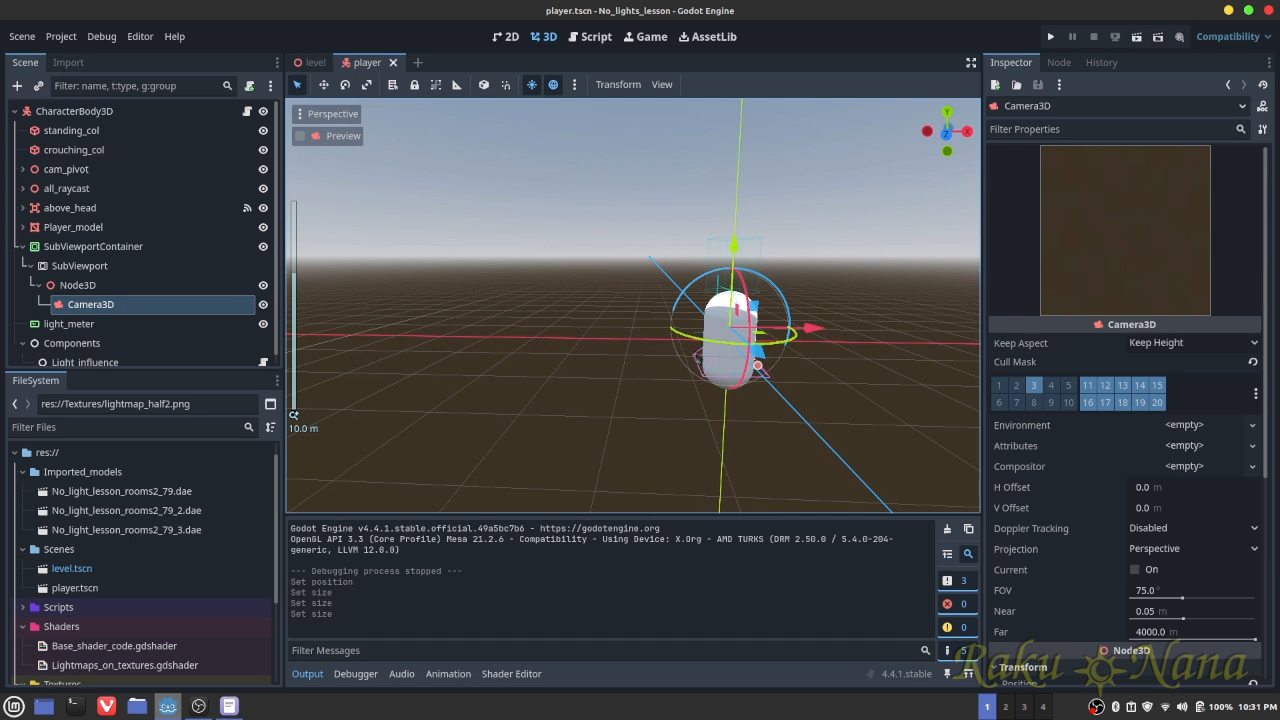 player.tscn - No_lights_lesson - Godot Engine
Scene Project Debug Editor Help
2D 3D Script Game AssetLib
Compatibility
Scene Import
level player
Inspector Node History
Filter: name, t:type, g:group
Transform View
CharacterBody3D
standing_col
crouching_col
cam_pivot
all_raycast
above_head
Player_model
SubViewportContainer
SubViewport
Node3D
Camera3D
light_meter
Components
Light_influence
Perspective
Preview
10.0 m
Y
X
Z
Camera3D
Filter Properties
Camera3D
Keep Aspect Keep Height
Cull Mask
1 2 3 4 5 11 12 13 14 15
6 7 8 9 10 16 17 18 19 20
Environment <empty>
Attributes <empty>
Compositor <empty>
H Offset 0.0 m
V Offset 0.0 m
Doppler Tracking Disabled
Projection Perspective
Current On
FOV 75.0 °
Near 0.05 m
Far 4000.0 m
Node3D
Transform
Position
FileSystem
res://Textures/lightmap_half2.png
Filter Files
res://
Imported_models
No_light_lesson_rooms2_79.dae
No_light_lesson_rooms2_79_2.dae
No_light_lesson_rooms2_79_3.dae
Scenes
level.tscn
player.tscn
Scripts
Shaders
Base_shader_code.gdshader
Lightmaps_on_textures.gdshader
Textures
Godot Engine v4.4.1.stable.official.49a5bc7b6 - https://godotengine.org
OpenGL API 3.3 (Core Profile) Mesa 21.2.6 - Compatibility - Using Device: X.Org - AMD TURKS (DRM 2.50.0 / 5.4.0-204-
generic, LLVM 12.0.0)
--- Debugging process stopped ---
Set position
Set size
Set size
Set size
3
0
0
5
Filter Messages
Output Debugger Audio Animation Shader Editor
4.4.1.stable
Raku Nana
1 2 3 4
100% 10:31 PM